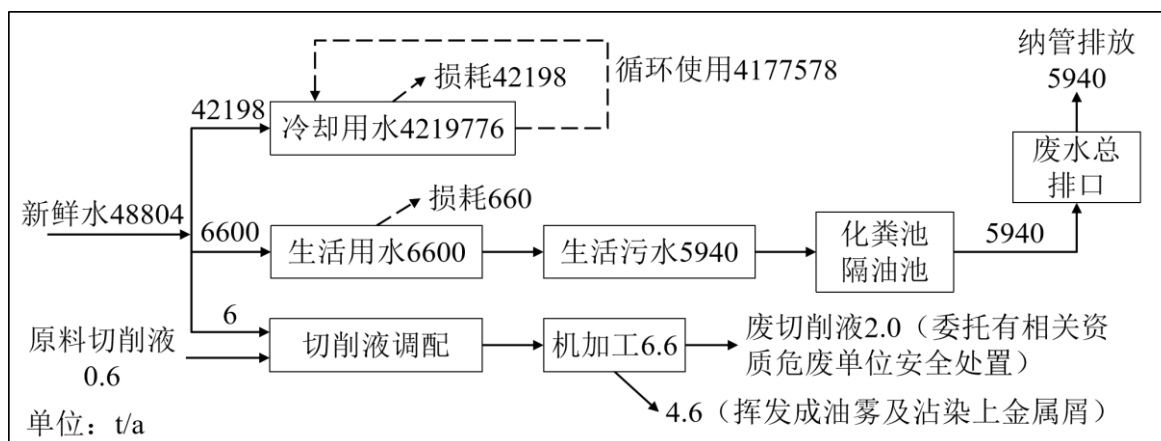 纳管排放
5940
损耗42198
循环使用4177578
42198
冷却用水4219776
废水总
排口
新鲜水48804
损耗660
6600
生活用水6600
生活污水5940
化粪池
隔油池
5940
6
原料切削液
0.6
切削液调配
机加工6.6
废切削液2.0（委托有相关资
质危废单位安全处置）
4.6（挥发成油雾及沾染上金属屑）
单位：t/a